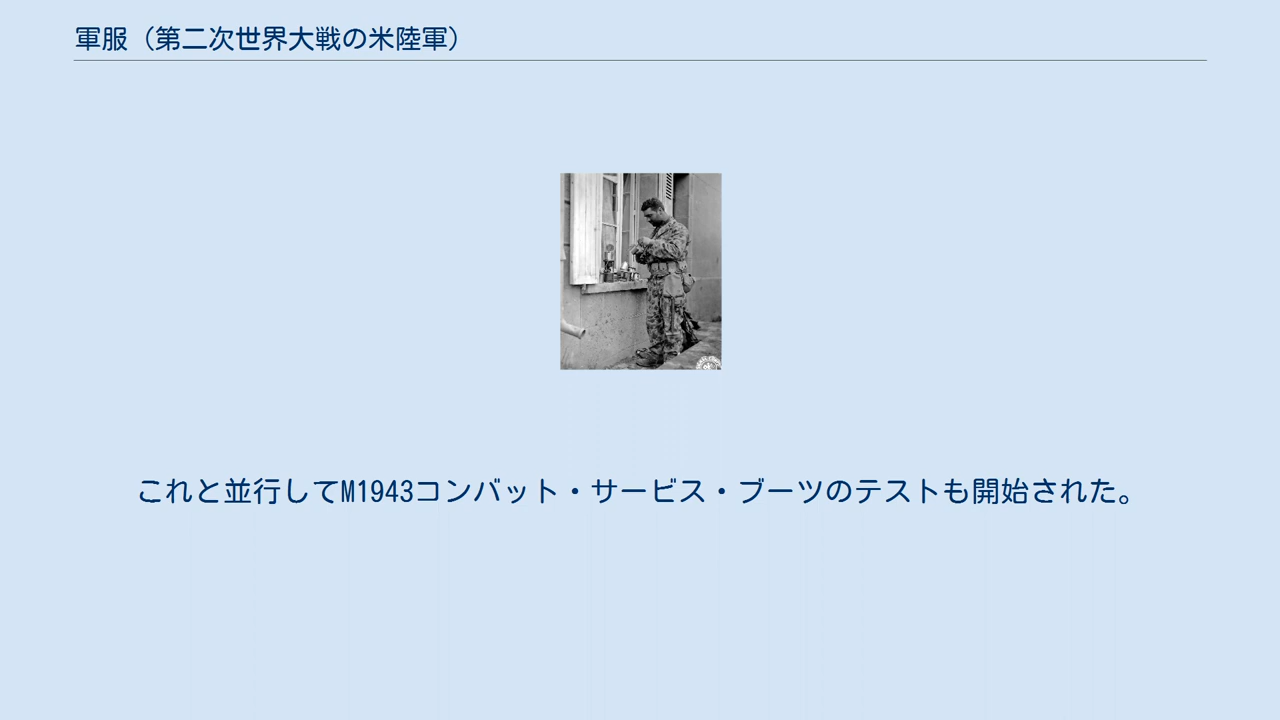 軍服（第二次世界大戦の米陸軍）
これと並行してM1943コンバット・サービス・ブーツのテストも開始された。